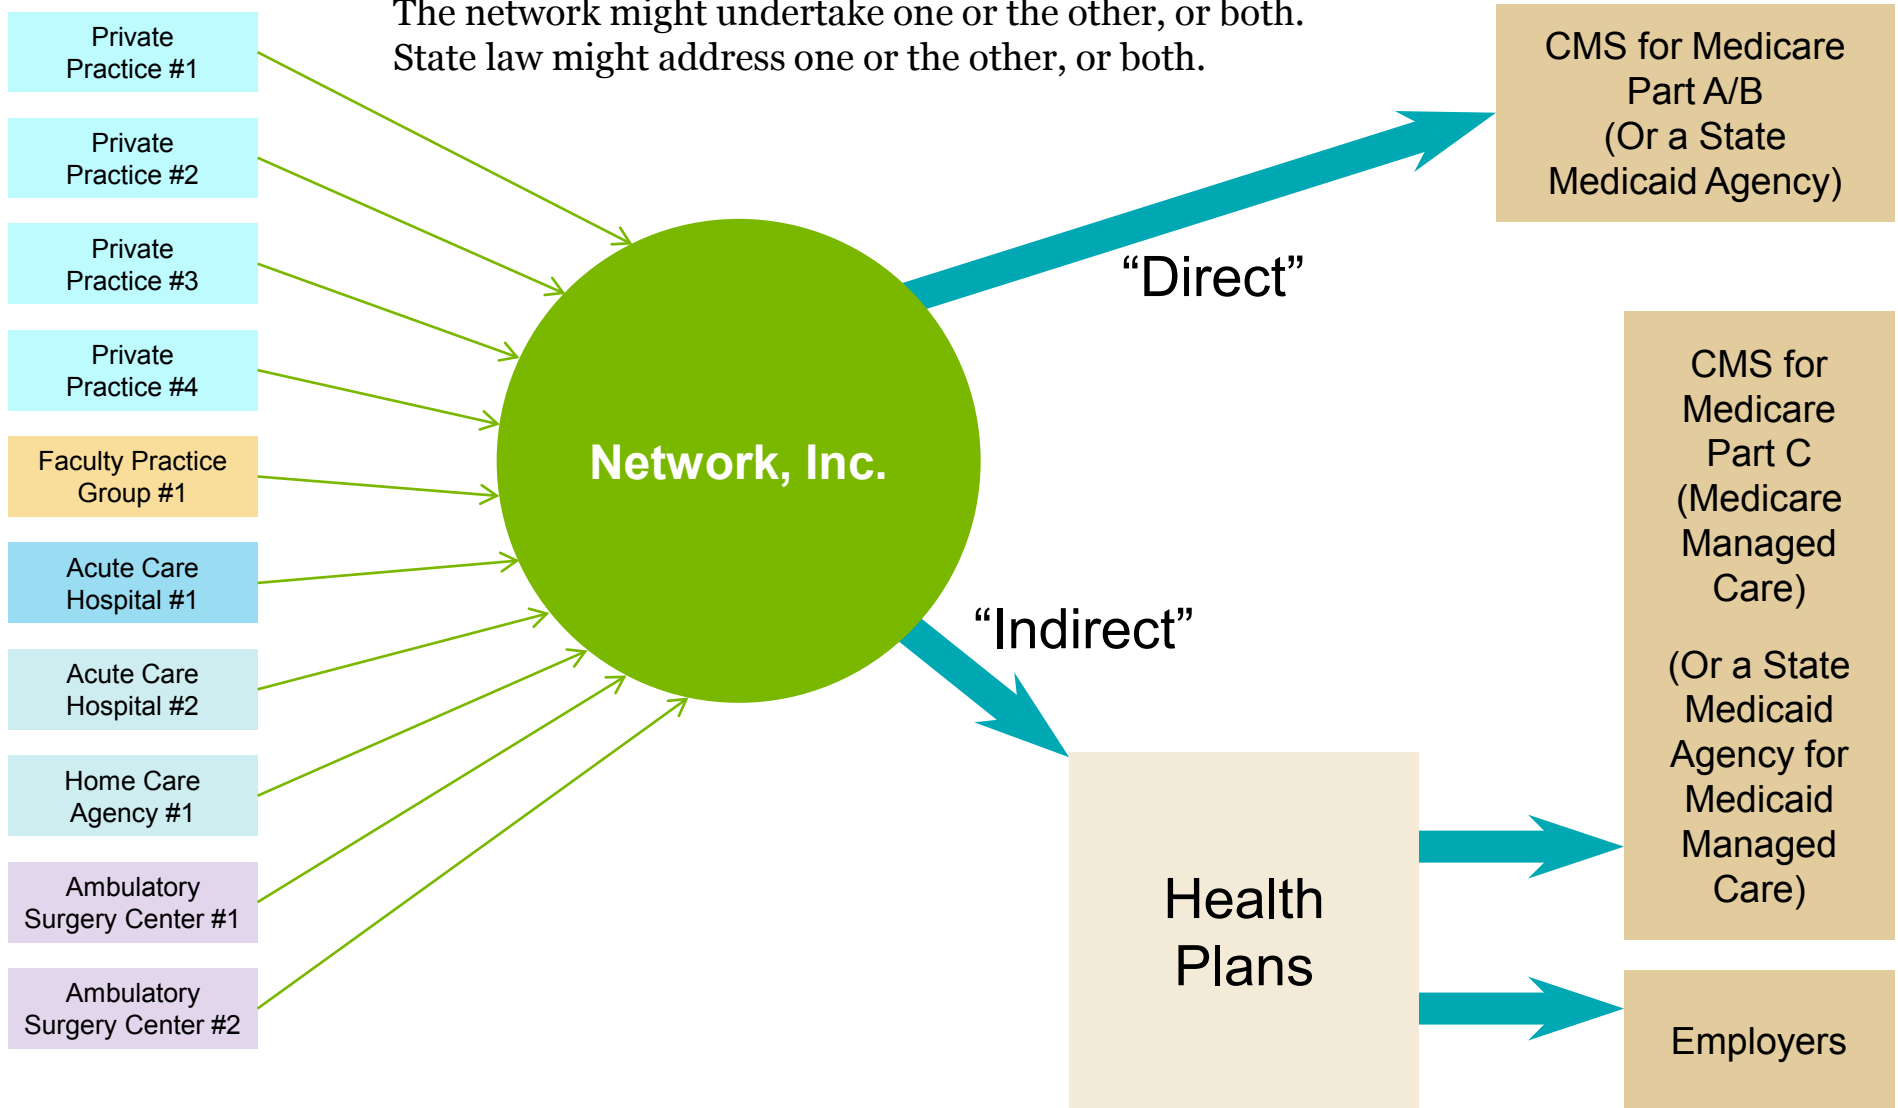 The network might undertake one or the other, or both.
State law might address one or the other, or both.
Private
Practice #1
Private
Practice #2
Private
Practice #3
Private
Practice #4
Faculty Practice
Group #1
Acute Care
Hospital #1
Acute Care
Hospital #2
Home Care
Agency #1
Ambulatory
Surgery Center #1
Ambulatory
Surgery Center #2
Network, Inc.
“Direct”
“Indirect”
CMS for Medicare
Part A/B
(Or a State
Medicaid Agency)
Health
Plans
CMS for
Medicare
Part C
(Medicare
Managed
Care)
(Or a State
Medicaid
Agency for
Medicaid
Managed
Care)
Employers